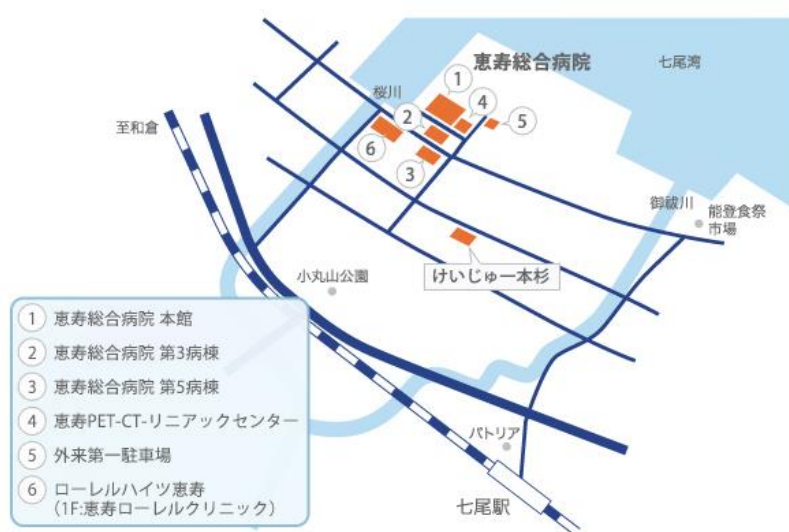 恵寿総合病院
七尾湾
桜川
1
4
2
5
至和倉
6
3
御祓川
能登食祭
市場
けいじゅ一本杉
小丸山公園
1 恵寿総合病院 本館
2 恵寿総合病院 第3病棟
3 恵寿総合病院 第5病棟
4 恵寿PET-CT-リニアックセンター
5 外来第一駐車場
6 ローレルハイツ恵寿
(1F:恵寿ローレルクリニック)
パトリア
七尾駅